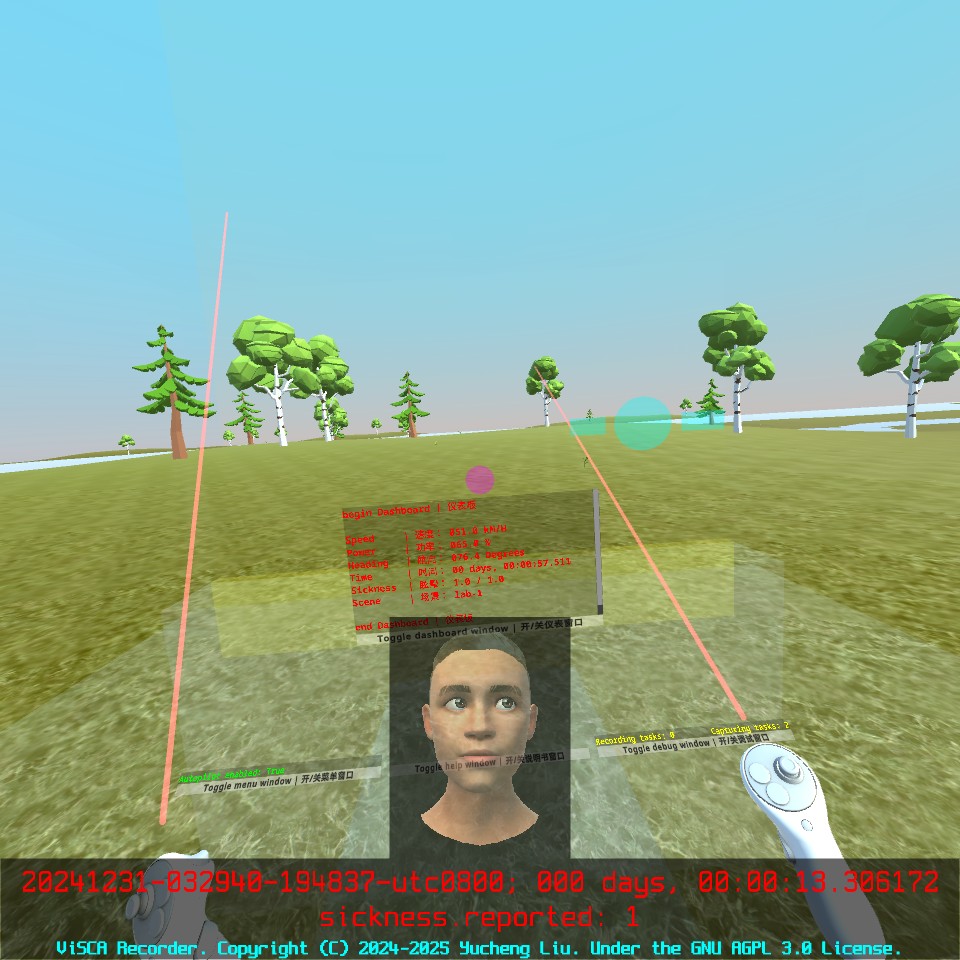 begin Dashboard | 仪表版
Speed | 速度: 051.0 kM/H
Power | 功率: 065.0 %
Heaping | 朝向: 076.4 Degrees
Time | 时间: 00 days, 00:00:57.511
Sickness | 眩晕: 1.0 / 1.0
Scene | 场景: lab-1
end Dashboard | 仪表版
Toggle dashboard window | 开/关仪表窗口
Recording tasks: 0 Capturing tasks: 2
Toggle debug window | 开/关调试窗口
Toggle help window | 开/关说明书窗口
Autopilot enabled: True
Toggle menu window | 开/关菜单窗口
20241231-032940-194837-utc0800; 000 days, 00:00:13.306172
sickness.reported: 1
ViSCA Recorder. Copyright (C) 2024-2025 Yucheng Liu. Under the GNU AGPL 3.0 License.